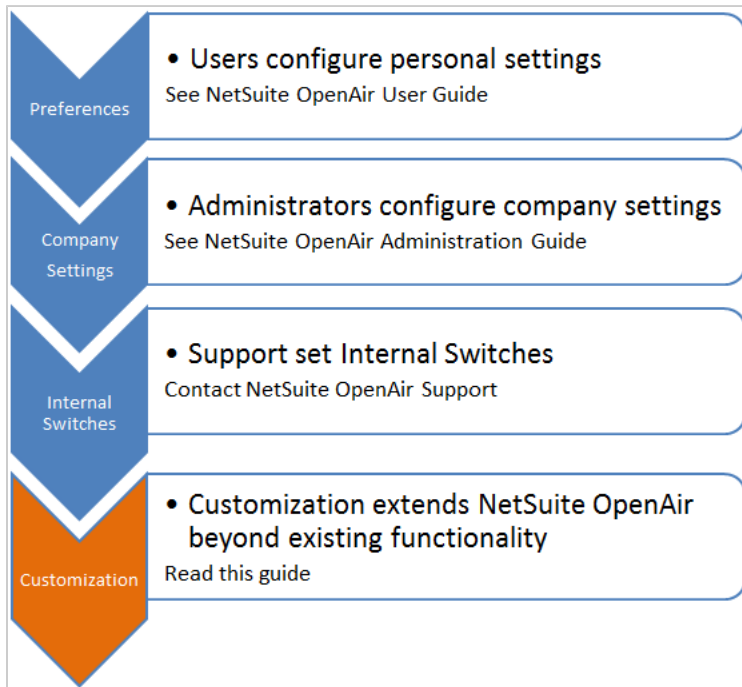 Preferences
• Users configure personal settings
See NetSuite OpenAir User Guide
Company
Settings
• Administrators configure company settings
See NetSuite OpenAir Administration Guide
Internal
Switches
• Support set Internal Switches
Contact NetSuite OpenAir Support
Customization
• Customization extends NetSuite OpenAir
beyond existing functionality
Read this guide